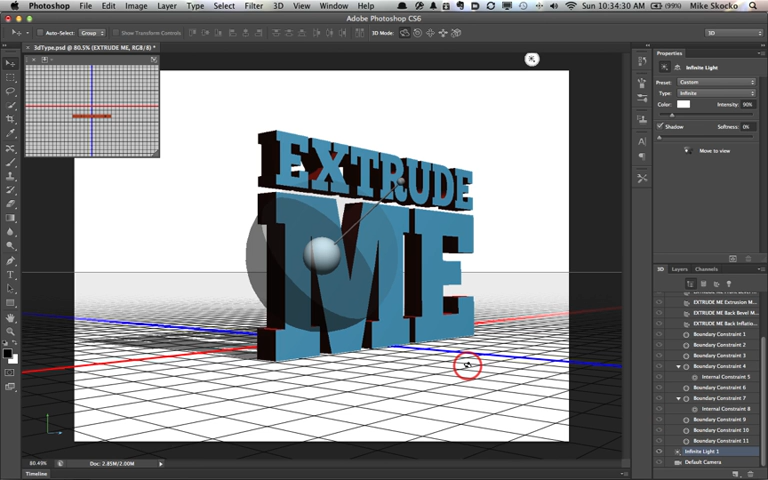 Photoshop File Edit Image Layer Type Select Filter 3D View Window Help
(99%) Sun 10:34:30 AM Mike Skocko
Adobe Photoshop CS6
Auto-Select: Group Show Transform Controls 3D Mode: 3D
3dType.psd @ 80.5% (EXTRUDE ME, RGB/8) *
EXTRUDE
ME
80.49% Doc: 2.85M/2.00M
Timeline
Properties
Infinite Light
Preset: Custom
Type: Infinite
Color: Intensity: 90%
Shadow Softness: 0%
Move to view
3D Layers Channels
EXTRUDE ME Extrusion M...
EXTRUDE ME Back Bevel M...
EXTRUDE ME Back Inflatio...
Boundary Constraint 1
Boundary Constraint 2
Boundary Constraint 3
Boundary Constraint 4
Internal Constraint 5
Boundary Constraint 6
Boundary Constraint 7
Internal Constraint 8
Boundary Constraint 9
Boundary Constraint 10
Boundary Constraint 11
Infinite Light 1
Default Camera